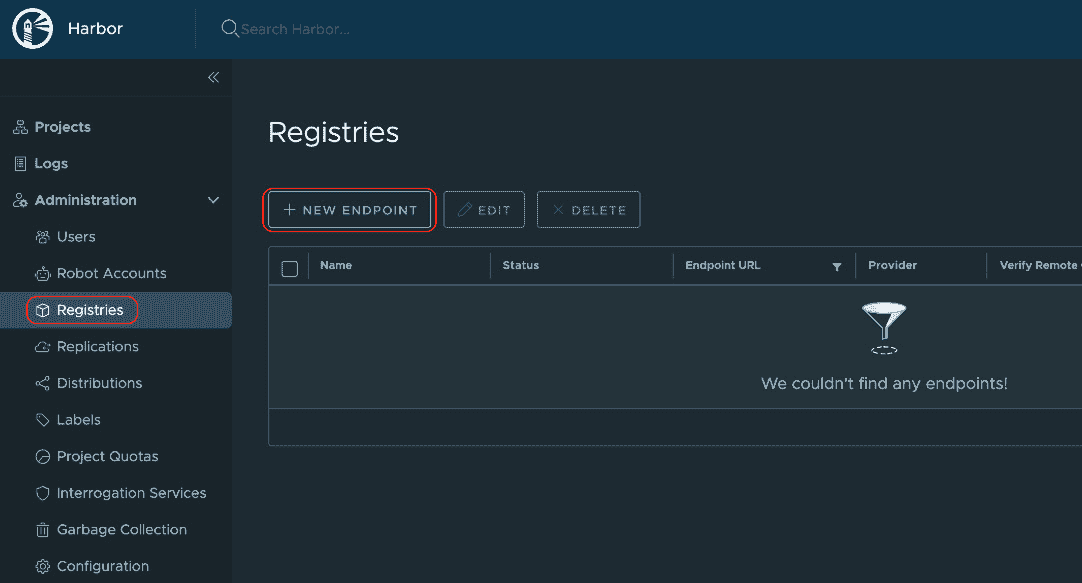 Harbor
Search Harbor...
Projects
Logs
Administration
Users
Robot Accounts
Registries
Replications
Distributions
Labels
Project Quotas
Interrogation Services
Garbage Collection
Configuration
Registries
NEW ENDPOINT EDIT DELETE
Name Status Endpoint URL Provider Verify Remote
We couldn't find any endpoints!